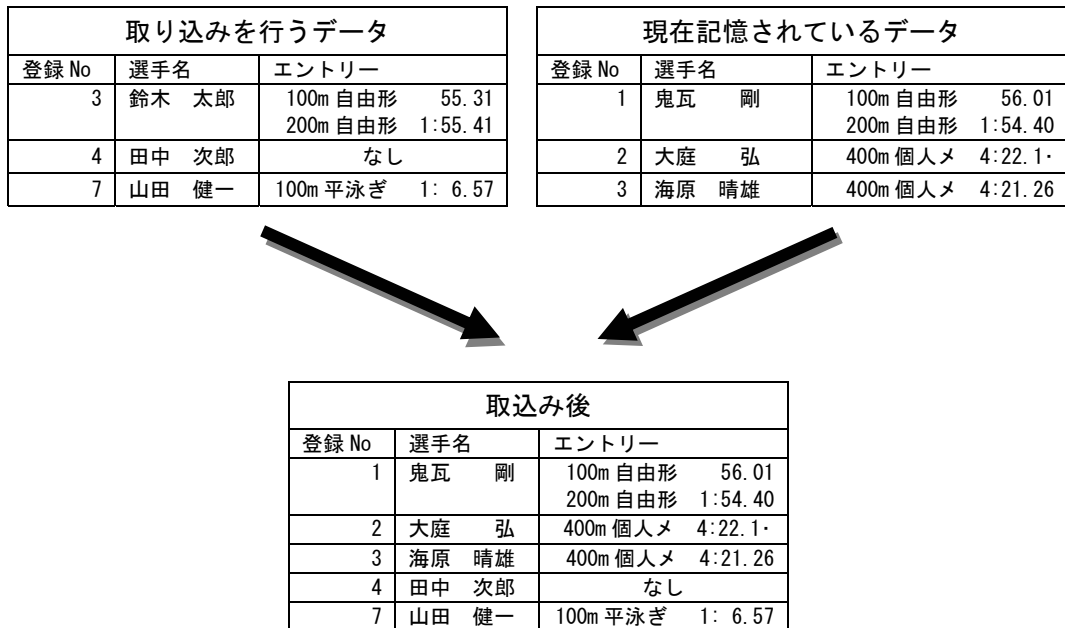 取り込みを行うデータ
登録 No 選手名 エントリー
3 鈴木 太郎 100m 自由形 55.31
200m 自由形 1:55.41
4 田中 次郎 なし
7 山田 健一 100m 平泳ぎ 1: 6.57
現在記憶されているデータ
登録 No 選手名 エントリー
1 鬼瓦 剛 100m 自由形 56.01
200m 自由形 1:54.40
2 大庭 弘 400m 個人メ 4:22.1･
3 海原 晴雄 400m 個人メ 4:21.26
取込み後
登録 No 選手名 エントリー
1 鬼瓦 剛 100m 自由形 56.01
200m 自由形 1:54.40
2 大庭 弘 400m 個人メ 4:22.1･
3 海原 晴雄 400m 個人メ 4:21.26
4 田中 次郎 なし
7 山田 健一 100m 平泳ぎ 1: 6.57